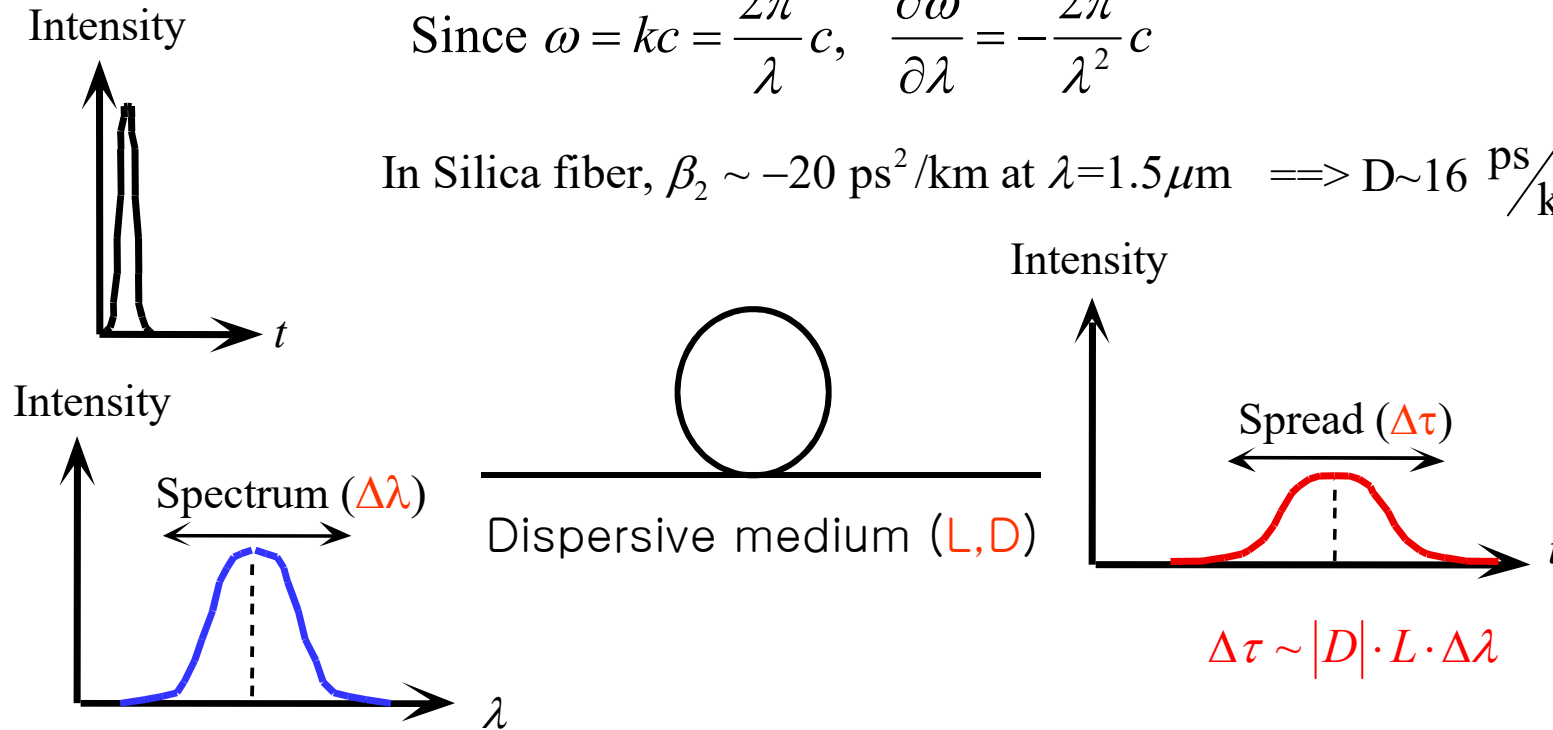 Intensity
Since ω = kc = 2π/λ c, ∂ω/∂λ = − 2π/λ² c
In Silica fiber, β₂ ~ −20 ps²/km at λ=1.5μm ==> D~16 ps/k
t
Intensity
Intensity
Spectrum (Δλ)
Spread (Δτ)
Dispersive medium (L,D)
Δτ ~ |D| · L · Δλ
λ